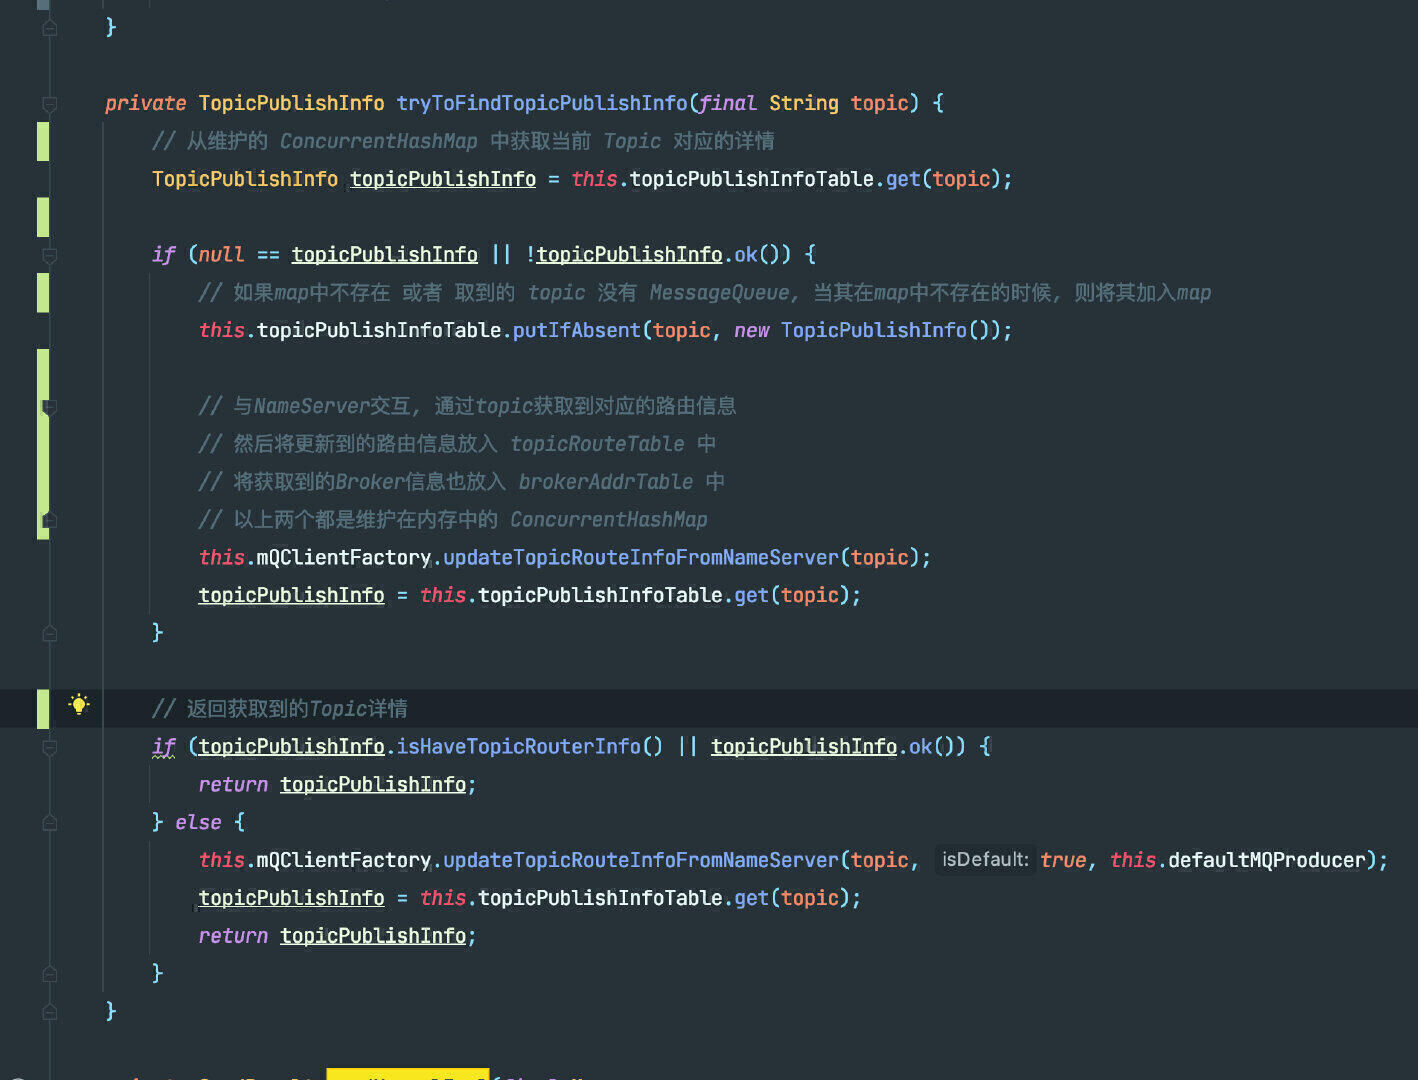 }
private TopicPublishInfo tryToFindTopicPublishInfo(final String topic) {
// 从维护的 ConcurrentHashMap 中获取当前 Topic 对应的详情
TopicPublishInfo topicPublishInfo = this.topicPublishInfoTable.get(topic);
if (null == topicPublishInfo || !topicPublishInfo.ok()) {
// 如果map中不存在 或者 取到的 topic 没有 MessageQueue, 当其在map中不存在的时候, 则将其加入map
this.topicPublishInfoTable.putIfAbsent(topic, new TopicPublishInfo());
// 与NameServer交互, 通过topic获取到对应的路由信息
// 然后将更新到的路由信息放入 topicRouteTable 中
// 将获取到的Broker信息也放入 brokerAddrTable 中
// 以上两个都是维护在内存中的 ConcurrentHashMap
this.mQClientFactory.updateTopicRouteInfoFromNameServer(topic);
topicPublishInfo = this.topicPublishInfoTable.get(topic);
}
// 返回获取到的Topic详情
if (topicPublishInfo.isHaveTopicRouterInfo() || topicPublishInfo.ok()) {
return topicPublishInfo;
} else {
this.mQClientFactory.updateTopicRouteInfoFromNameServer(topic, isDefault: true, this.defaultMQProducer);
topicPublishInfo = this.topicPublishInfoTable.get(topic);
return topicPublishInfo;
}
}